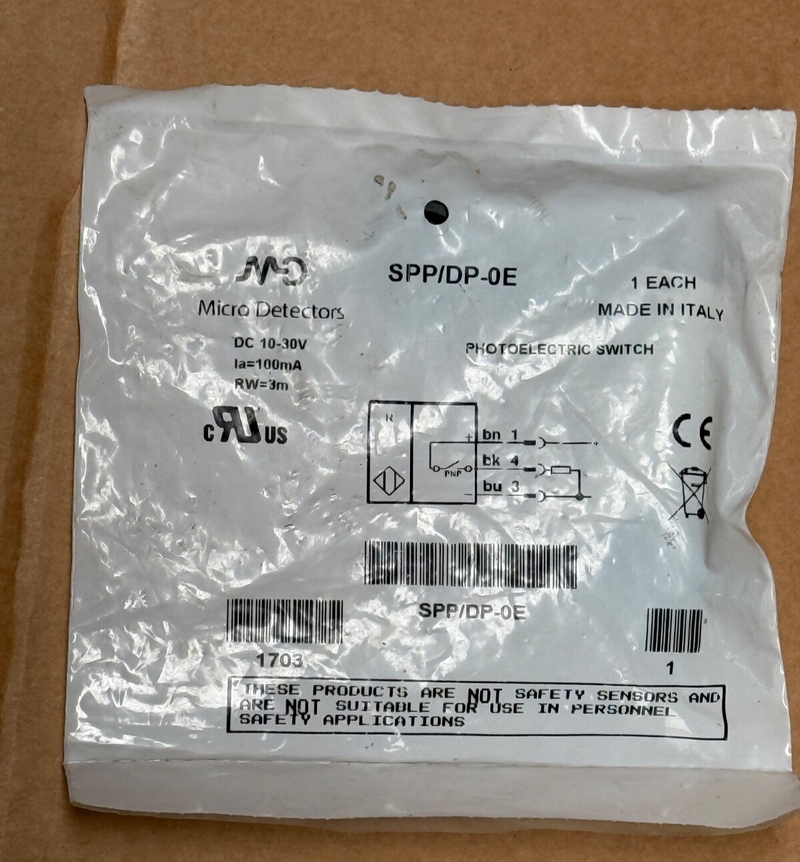 MD
Micro Detectors
DC 10-30V
Ia=100mA
RW=3m
c RU US
SPP/DP-0E
1 EACH
MADE IN ITALY
PHOTOELECTRIC SWITCH
R
+ bn 1 +
PNP bk 4
- bu 3 -
CE
SPP/DP-0E
1703
1
THESE PRODUCTS ARE NOT SAFETY SENSORS AND
ARE NOT SUITABLE FOR USE IN PERSONNEL
SAFETY APPLICATIONS